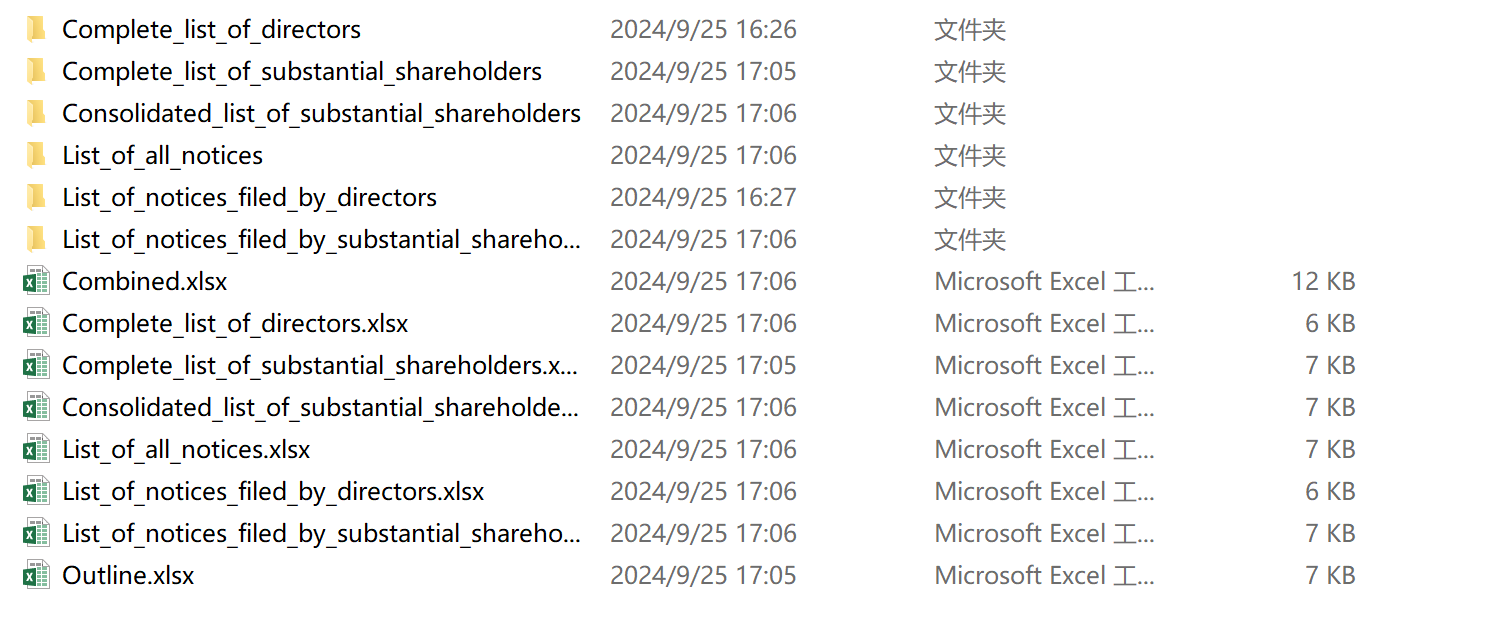 Complete_list_of_directors 2024/9/25 16:26 文件夹
Complete_list_of_substantial_shareholders 2024/9/25 17:05 文件夹
Consolidated_list_of_substantial_shareholders 2024/9/25 17:06 文件夹
List_of_all_notices 2024/9/25 17:06 文件夹
List_of_notices_filed_by_directors 2024/9/25 16:27 文件夹
List_of_notices_filed_by_substantial_shareho... 2024/9/25 17:06 文件夹
Combined.xlsx 2024/9/25 17:06 Microsoft Excel 工... 12 KB
Complete_list_of_directors.xlsx 2024/9/25 17:06 Microsoft Excel 工... 6 KB
Complete_list_of_substantial_shareholders.x... 2024/9/25 17:05 Microsoft Excel 工... 7 KB
Consolidated_list_of_substantial_shareholde... 2024/9/25 17:06 Microsoft Excel 工... 7 KB
List_of_all_notices.xlsx 2024/9/25 17:06 Microsoft Excel 工... 7 KB
List_of_notices_filed_by_directors.xlsx 2024/9/25 17:06 Microsoft Excel 工... 6 KB
List_of_notices_filed_by_substantial_shareho... 2024/9/25 17:06 Microsoft Excel 工... 7 KB
Outline.xlsx 2024/9/25 17:05 Microsoft Excel 工... 7 KB